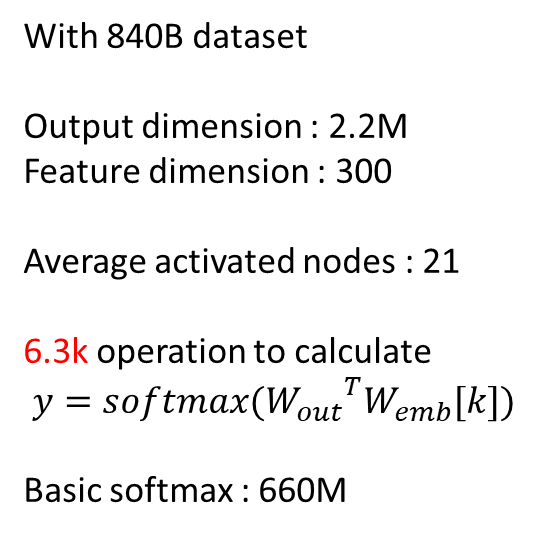 With 840B dataset
Output dimension : 2.2M
Feature dimension : 300
Average activated nodes : 21
6.3k operation to calculate
y = softmax(W_out^T W_emb[k])
Basic softmax : 660M